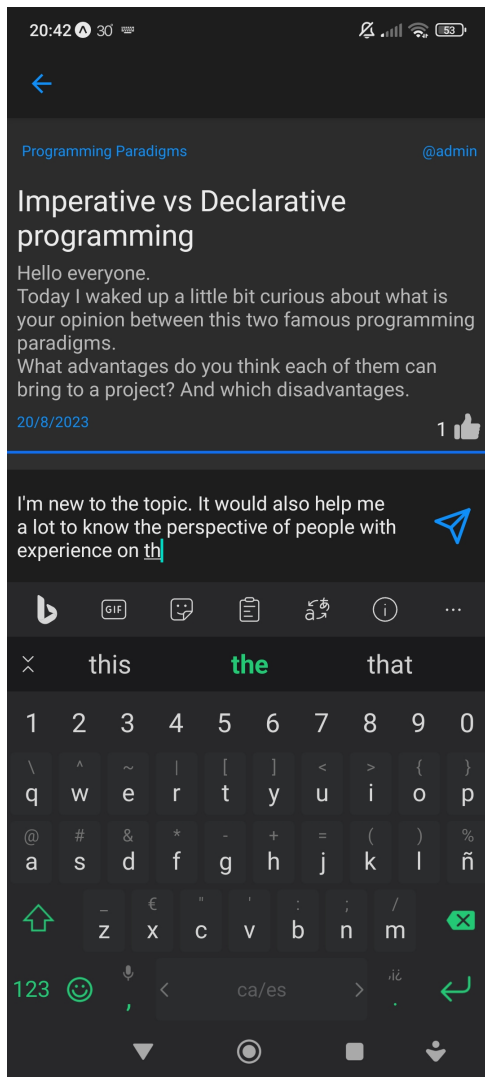 20:42 30 53
Programming Paradigms @admin
Imperative vs Declarative
programming
Hello everyone.
Today I waked up a little bit curious about what is
your opinion between this two famous programming
paradigms.
What advantages do you think each of them can
bring to a project? And which disadvantages.
20/8/2023
1
I'm new to the topic. It would also help me
a lot to know the perspective of people with
experience on th
GIF
this the that
1 2 3 4 5 6 7 8 9 0
\ ^ ~ | [ ] < > { }
q w e r t y u i o p
@ # & * - + = ( ) %
a s d f g h j k l ñ
_ € " ' : ; /
z x c v b n m
123 , ca/es ,i¿ .